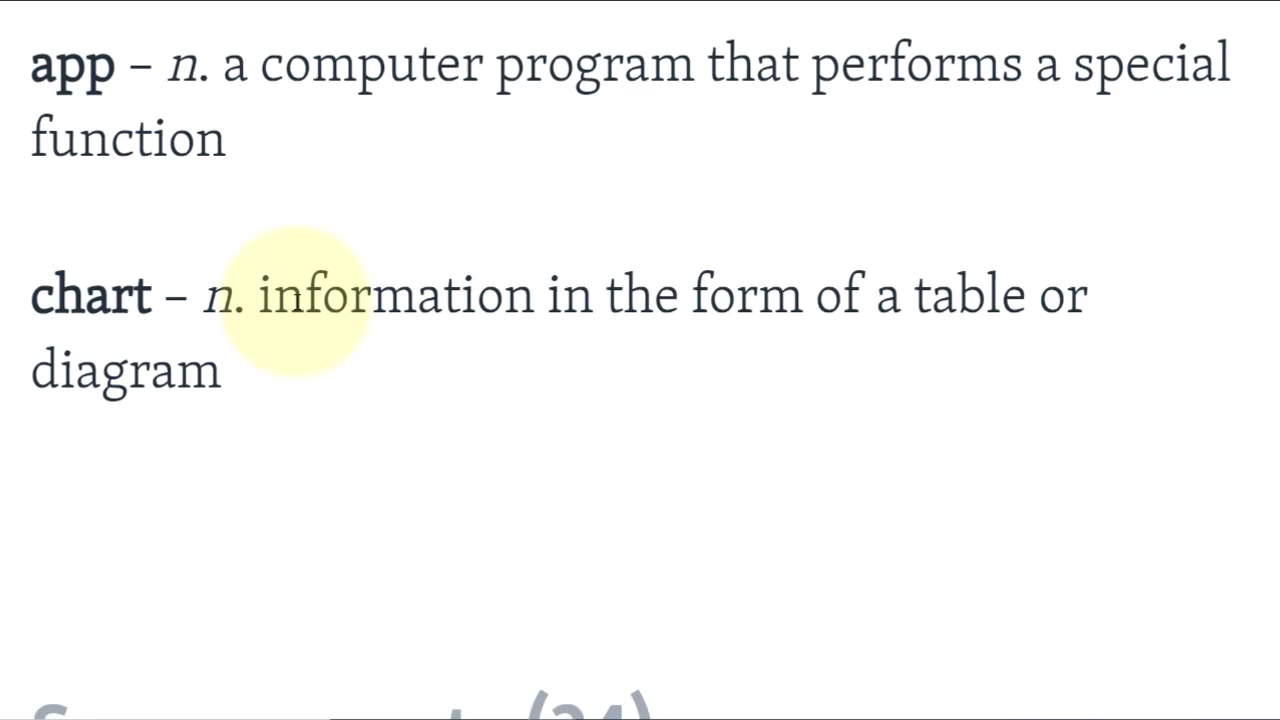 app – n. a computer program that performs a special
function
chart – n. information in the form of a table or
diagram